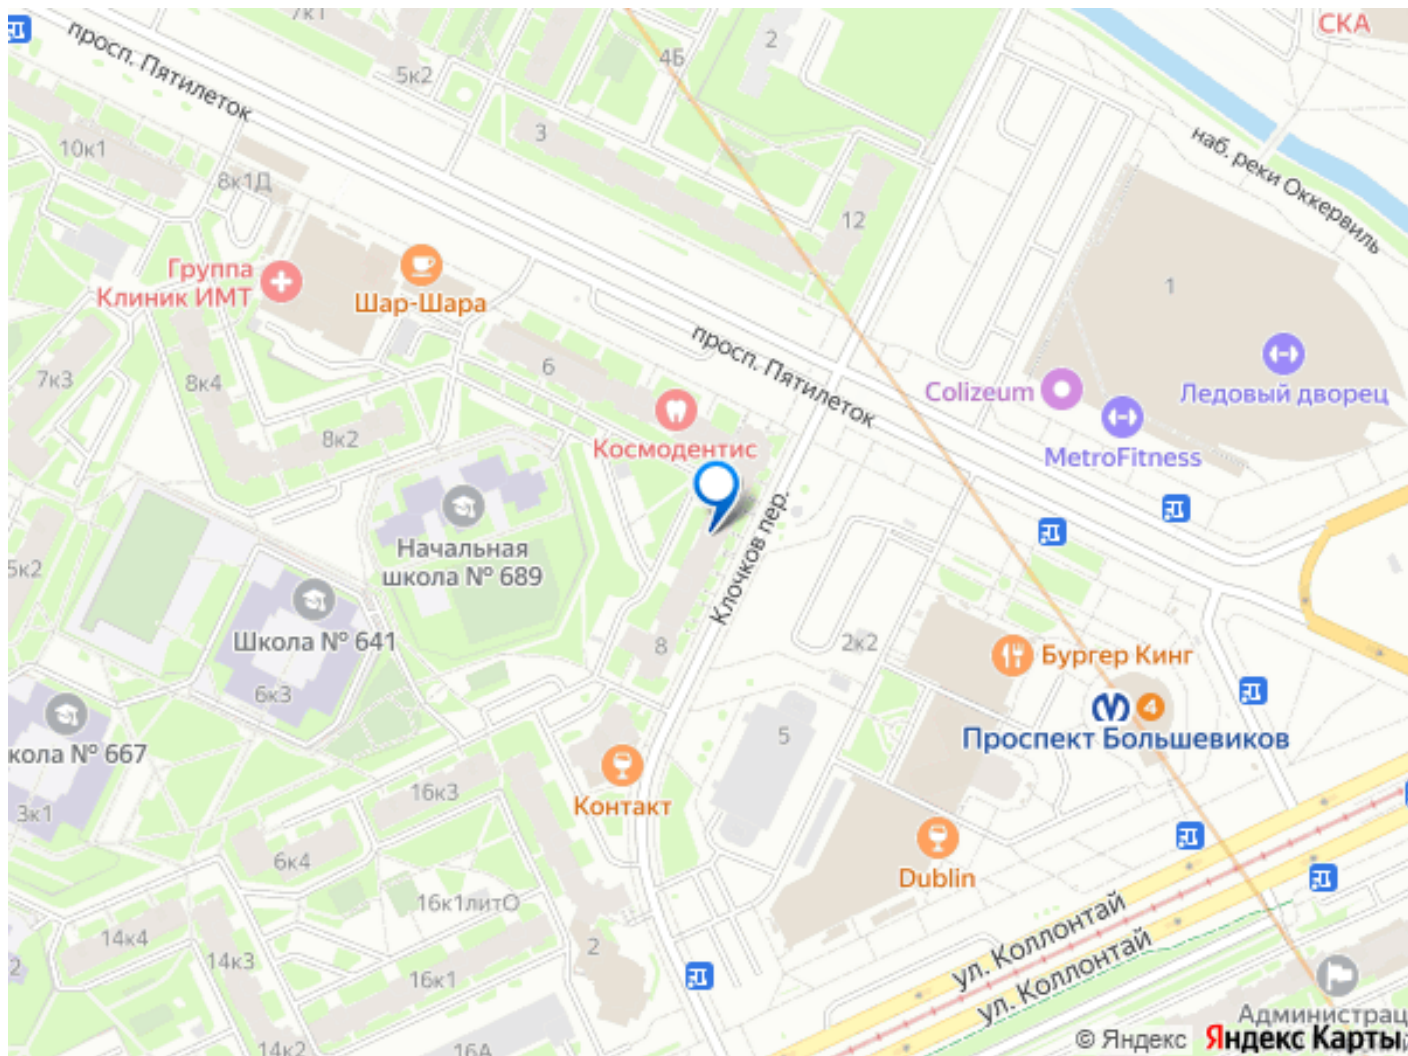 7к1
2
СКА
просп. Пятилеток
5к2
4Б
наб. реки Оккервиль
3
10к1
8к1Д
12
Группа
Клиник ИМТ
Шар-Шара
1
просп. Пятилеток
6
7к3
8к4
Colizeum
Ледовый дворец
8к2
Космодентис
MetroFitness
Начальная
школа № 689
5к2
Клочков пер.
Школа № 641
8
2к2
Бургер Кинг
6к3
4
Проспект Большевиков
кола № 667
5
3к1
16к3
Контакт
6к4
Dublin
16к1литО
ул. Коллонтай
14к4
14к3
2
2
16к1
ул. Коллонтай
Администрац
14к2
16А
© Яндекс Яндекс Карты